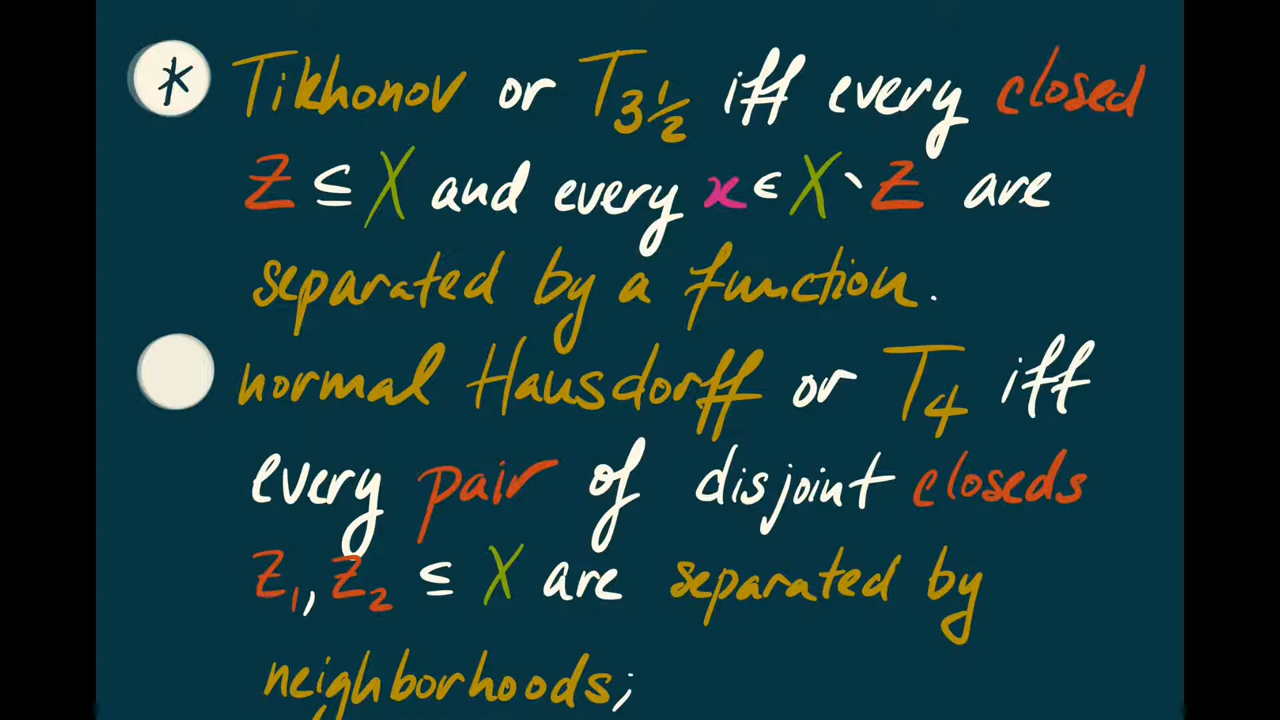 * Tikhonov or T3½ iff every closed
Z ⊆ X and every x ∈ X∖Z are
separated by a function.
normal Hausdorff or T4 iff
every pair of disjoint closeds
Z1, Z2 ⊆ X are separated by
neighborhoods;